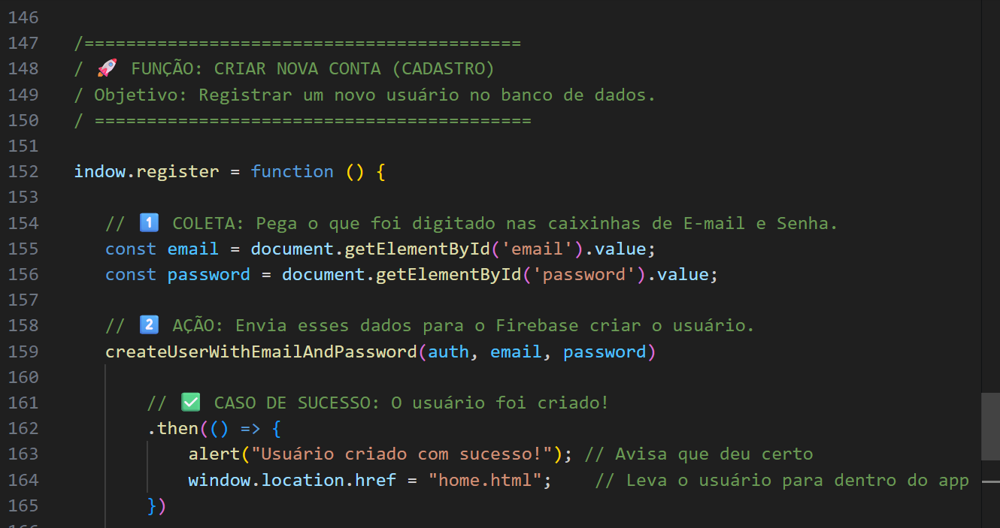 146
147 /==========================================
148 / 🚀 FUNÇÃO: CRIAR NOVA CONTA (CADASTRO)
149 / Objetivo: Registrar um novo usuário no banco de dados.
150 / ==========================================
151
152 indow.register = function () {
153
154 // 1️⃣ COLETA: Pega o que foi digitado nas caixinhas de E-mail e Senha.
155 const email = document.getElementById('email').value;
156 const password = document.getElementById('password').value;
157
158 // 2️⃣ AÇÃO: Envia esses dados para o Firebase criar o usuário.
159 createUserWithEmailAndPassword(auth, email, password)
160
161 // ✅ CASO DE SUCESSO: O usuário foi criado!
162 .then(() => {
163 alert("Usuário criado com sucesso!"); // Avisa que deu certo
164 window.location.href = "home.html"; // Leva o usuário para dentro do app
165 })